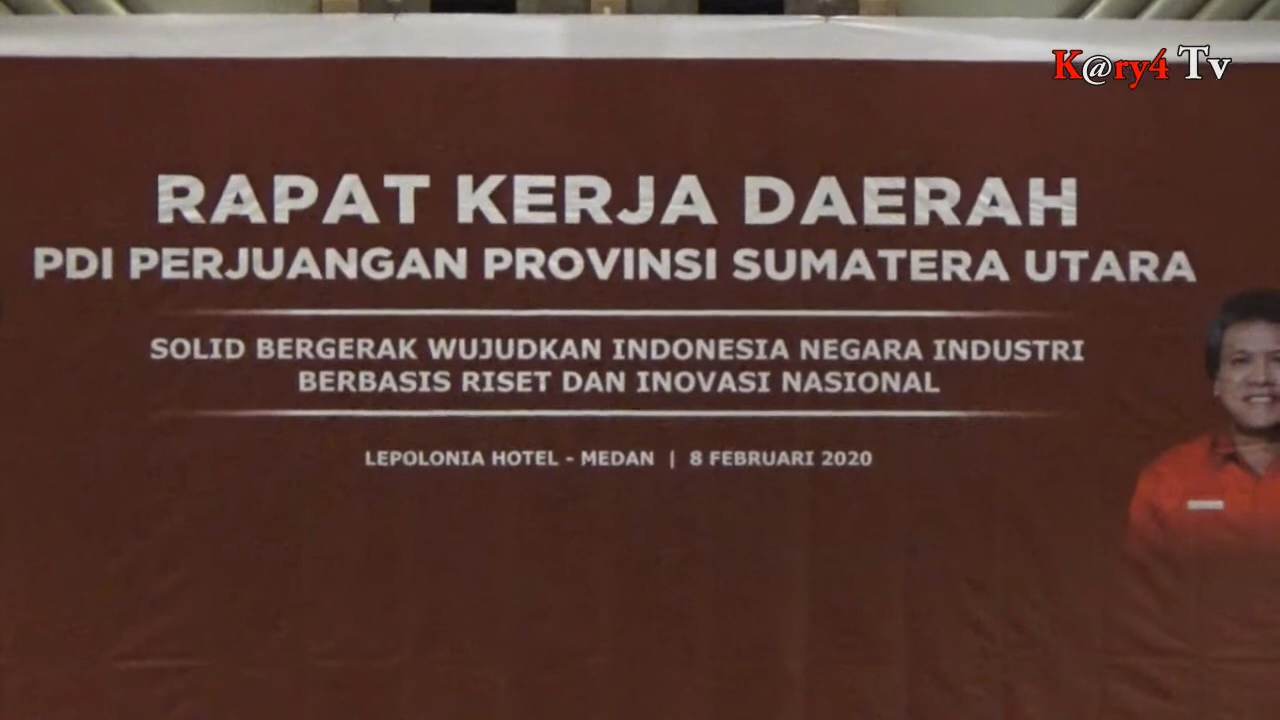 K@ry4 Tv
RAPAT KERJA DAERAH
PDI PERJUANGAN PROVINSI SUMATERA UTARA
SOLID BERGERAK WUJUDKAN INDONESIA NEGARA INDUSTRI
BERBASIS RISET DAN INOVASI NASIONAL
LEPOLONIA HOTEL - MEDAN | 8 FEBRUARI 2020